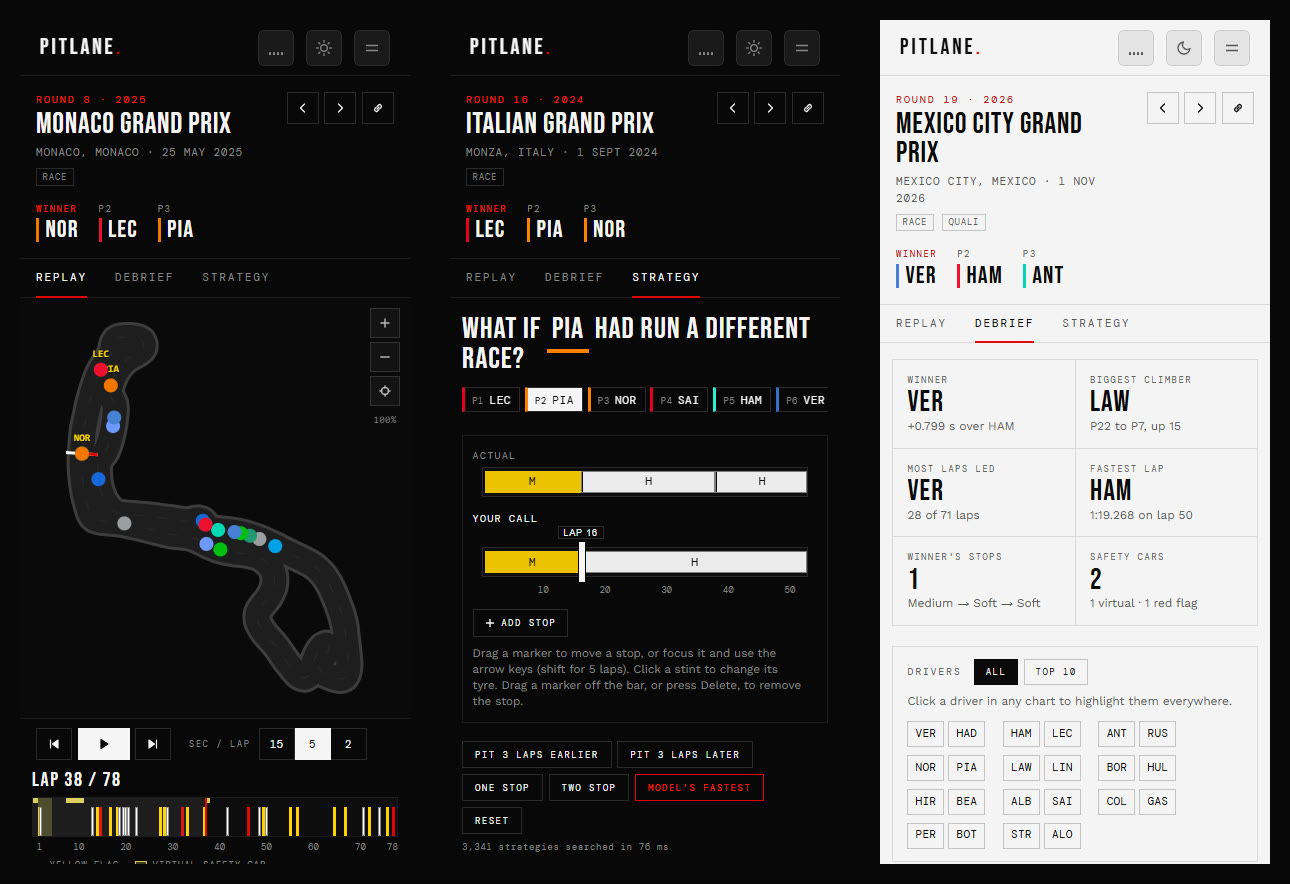 PITLANE.
ROUND 8 · 2025
MONACO GRAND PRIX
MONACO, MONACO · 25 MAY 2025
RACE
WINNER P2 P3
NOR LEC PIA
REPLAY DEBRIEF STRATEGY
LEC
IA
NOR
100%
SEC / LAP 15 5 2
LAP 38 / 78
1 10 20 30 40 50 60 70 78
YELLOW FLAG VIRTUAL SAFETY CAR
PITLANE.
ROUND 16 · 2024
ITALIAN GRAND PRIX
MONZA, ITALY · 1 SEPT 2024
RACE
WINNER P2 P3
LEC PIA NOR
REPLAY DEBRIEF STRATEGY
WHAT IF PIA HAD RUN A DIFFERENT
RACE?
P1 LEC P2 PIA P3 NOR P4 SAI P5 HAM P6 VER
ACTUAL
M H H
YOUR CALL
LAP 16
M H
10 20 30 40 50
+ ADD STOP
Drag a marker to move a stop, or focus it and use the
arrow keys (shift for 5 laps). Click a stint to change its
tyre. Drag a marker off the bar, or press Delete, to remove
the stop.
PIT 3 LAPS EARLIER PIT 3 LAPS LATER
ONE STOP TWO STOP MODEL'S FASTEST
RESET
3,341 strategies searched in 76 ms
PITLANE.
ROUND 19 · 2026
MEXICO CITY GRAND
PRIX
MEXICO CITY, MEXICO · 1 NOV
2026
RACE QUALI
WINNER P2 P3
VER HAM ANT
REPLAY DEBRIEF STRATEGY
WINNER
VER
+0.799 s over HAM
BIGGEST CLIMBER
LAW
P22 to P7, up 15
MOST LAPS LED
VER
28 of 71 laps
FASTEST LAP
HAM
1:19.268 on lap 50
WINNER'S STOPS
1
Medium → Soft → Soft
SAFETY CARS
2
1 virtual · 1 red flag
DRIVERS ALL TOP 10
Click a driver in any chart to highlight them everywhere.
VER HAD HAM LEC ANT RUS
NOR PIA LAW LIN BOR HUL
HIR BEA ALB SAI COL GAS
PER BOT STR ALO